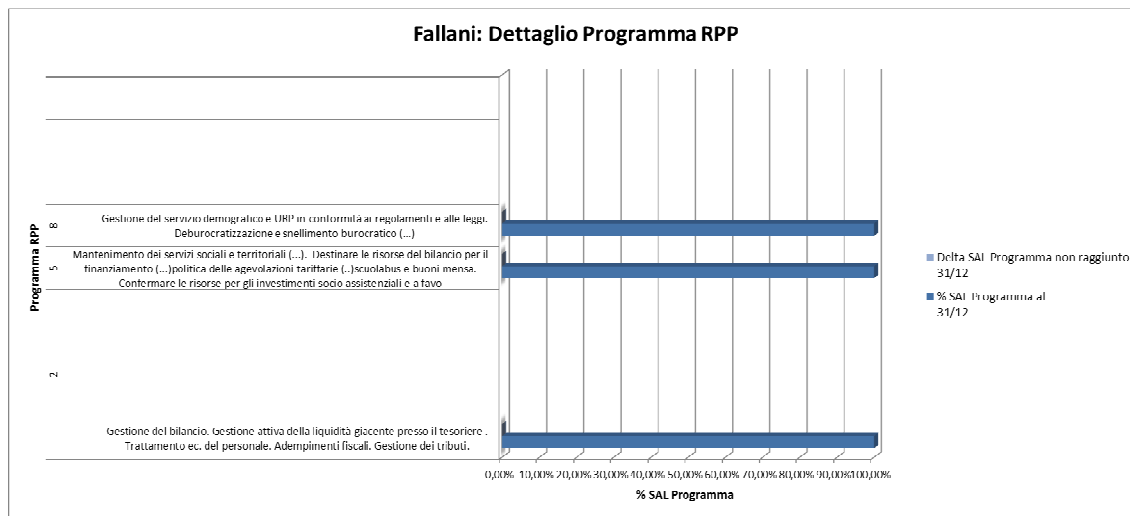 Fallani: Dettaglio Programma RPP
Programma RPP
8
Gestione del servizio demografico e URP in conformità ai regolamenti e alle leggi.
Deburocratizzazione e snellimento burocratico (...)
5
Mantenimento dei servizi sociali e territoriali (...). Destinare le risorse del bilancio per il
finanziamento (...)politica delle agevolazioni tariffarie (..)scuolabus e buoni mensa.
Confermare le risorse per gli investimenti socio assistenziali e a favo
2
Gestione del bilancio. Gestione attiva della liquidità giacente presso il tesoriere .
Trattamento ec. del personale. Adempimenti fiscali. Gestione dei tributi.
0,00% 10,00% 20,00% 30,00% 40,00% 50,00% 60,00% 70,00% 80,00% 90,00% 100,00%
% SAL Programma
Delta SAL Programma non raggiunto
31/12
% SAL Programma al
31/12